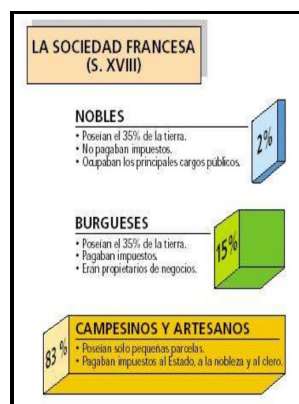 LA SOCIEDAD FRANCESA
(S. XVIII)
NOBLES
• Poseían el 35% de la tierra.
• No pagaban impuestos.
• Ocupaban los principales cargos públicos.
2%
BURGUESES
• Poseían el 35% de la tierra.
• Pagaban impuestos.
• Eran propietarios de negocios.
15%
83 %
CAMPESINOS Y ARTESANOS
• Poseían solo pequeñas parcelas.
• Pagaban impuestos al Estado, a la nobleza y al clero.